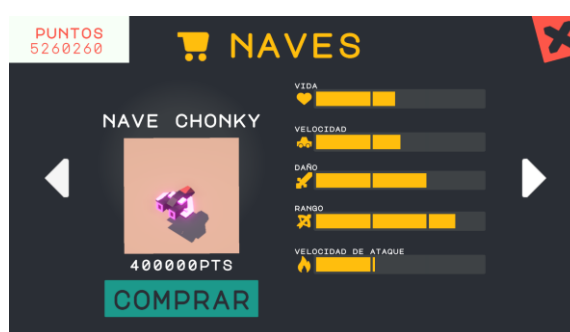 PUNTOS
5260260
NAVES
NAVE CHONKY
400000PTS
COMPRAR
VIDA
VELOCIDAD
DAÑO
RANGO
VELOCIDAD DE ATAQUE